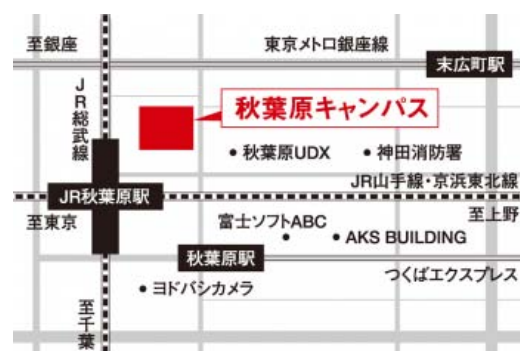 至銀座
東京メトロ銀座線
末広町駅
JR総武線
秋葉原キャンパス
秋葉原UDX
神田消防署
JR山手線・京浜東北線
JR秋葉原駅
至東京
至上野
富士ソフトABC
AKS BUILDING
秋葉原駅
つくばエクスプレス
ヨドバシカメラ
至千葉